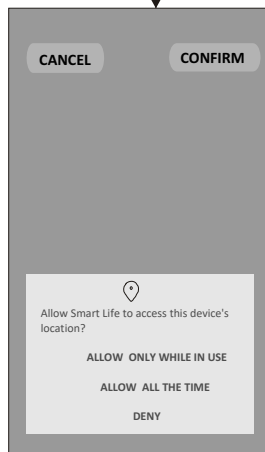 CANCEL
CONFIRM
Allow Smart Life to access this device's
location?
ALLOW ONLY WHILE IN USE
ALLOW ALL THE TIME
DENY